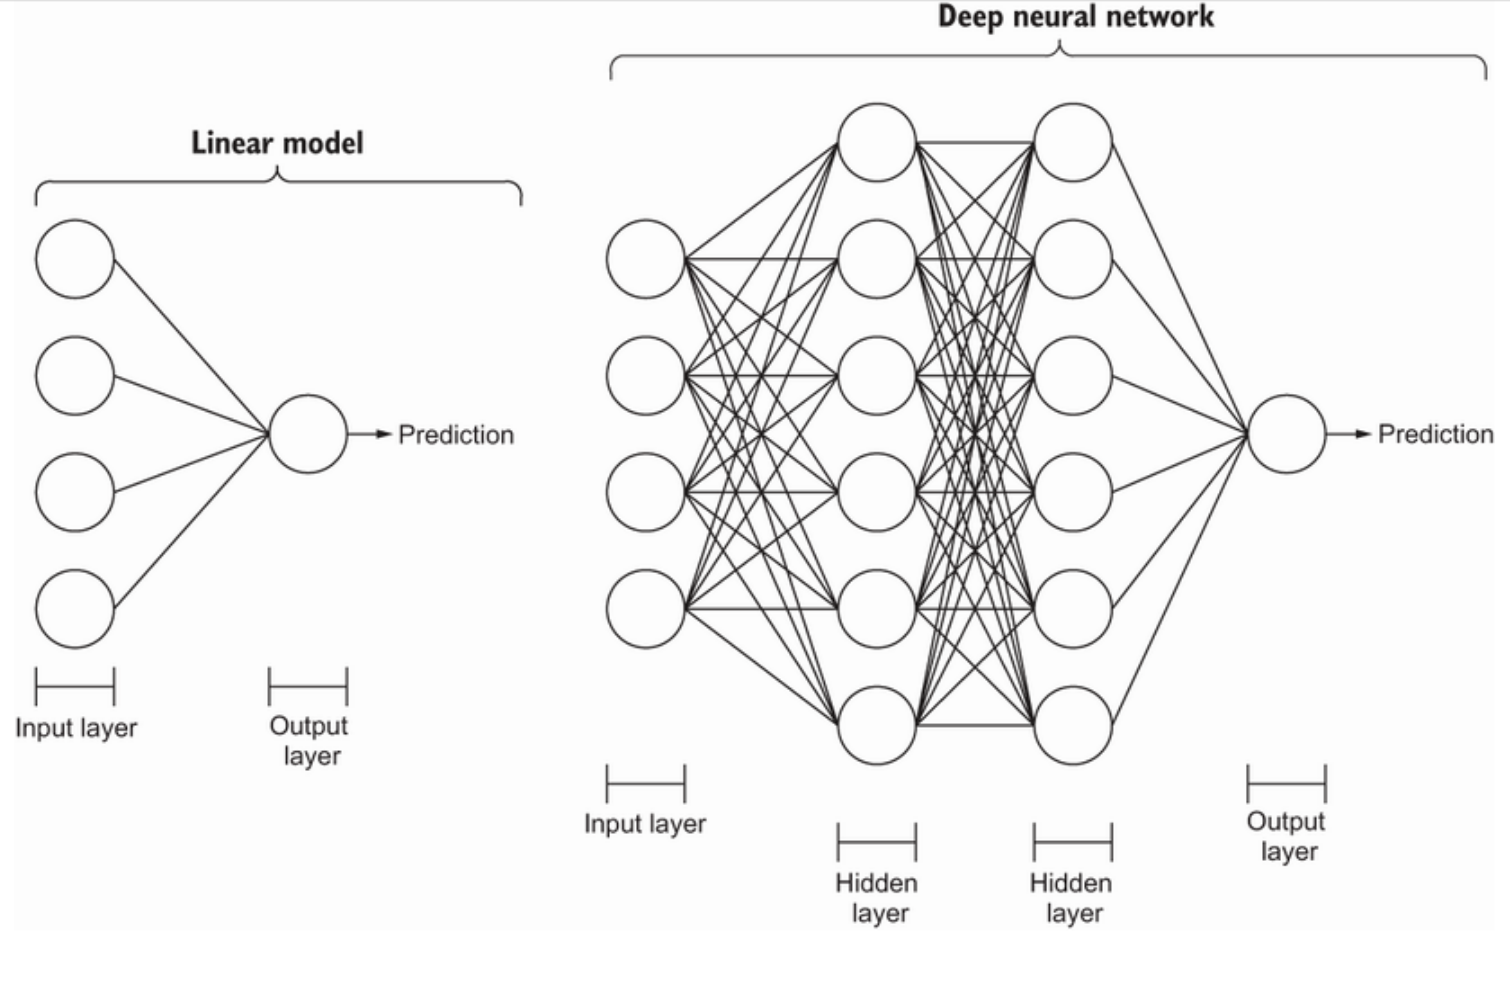 Linear model
Prediction
Input layer
Output
layer
Deep neural network
Prediction
Input layer
Hidden
layer
Hidden
layer
Output
layer